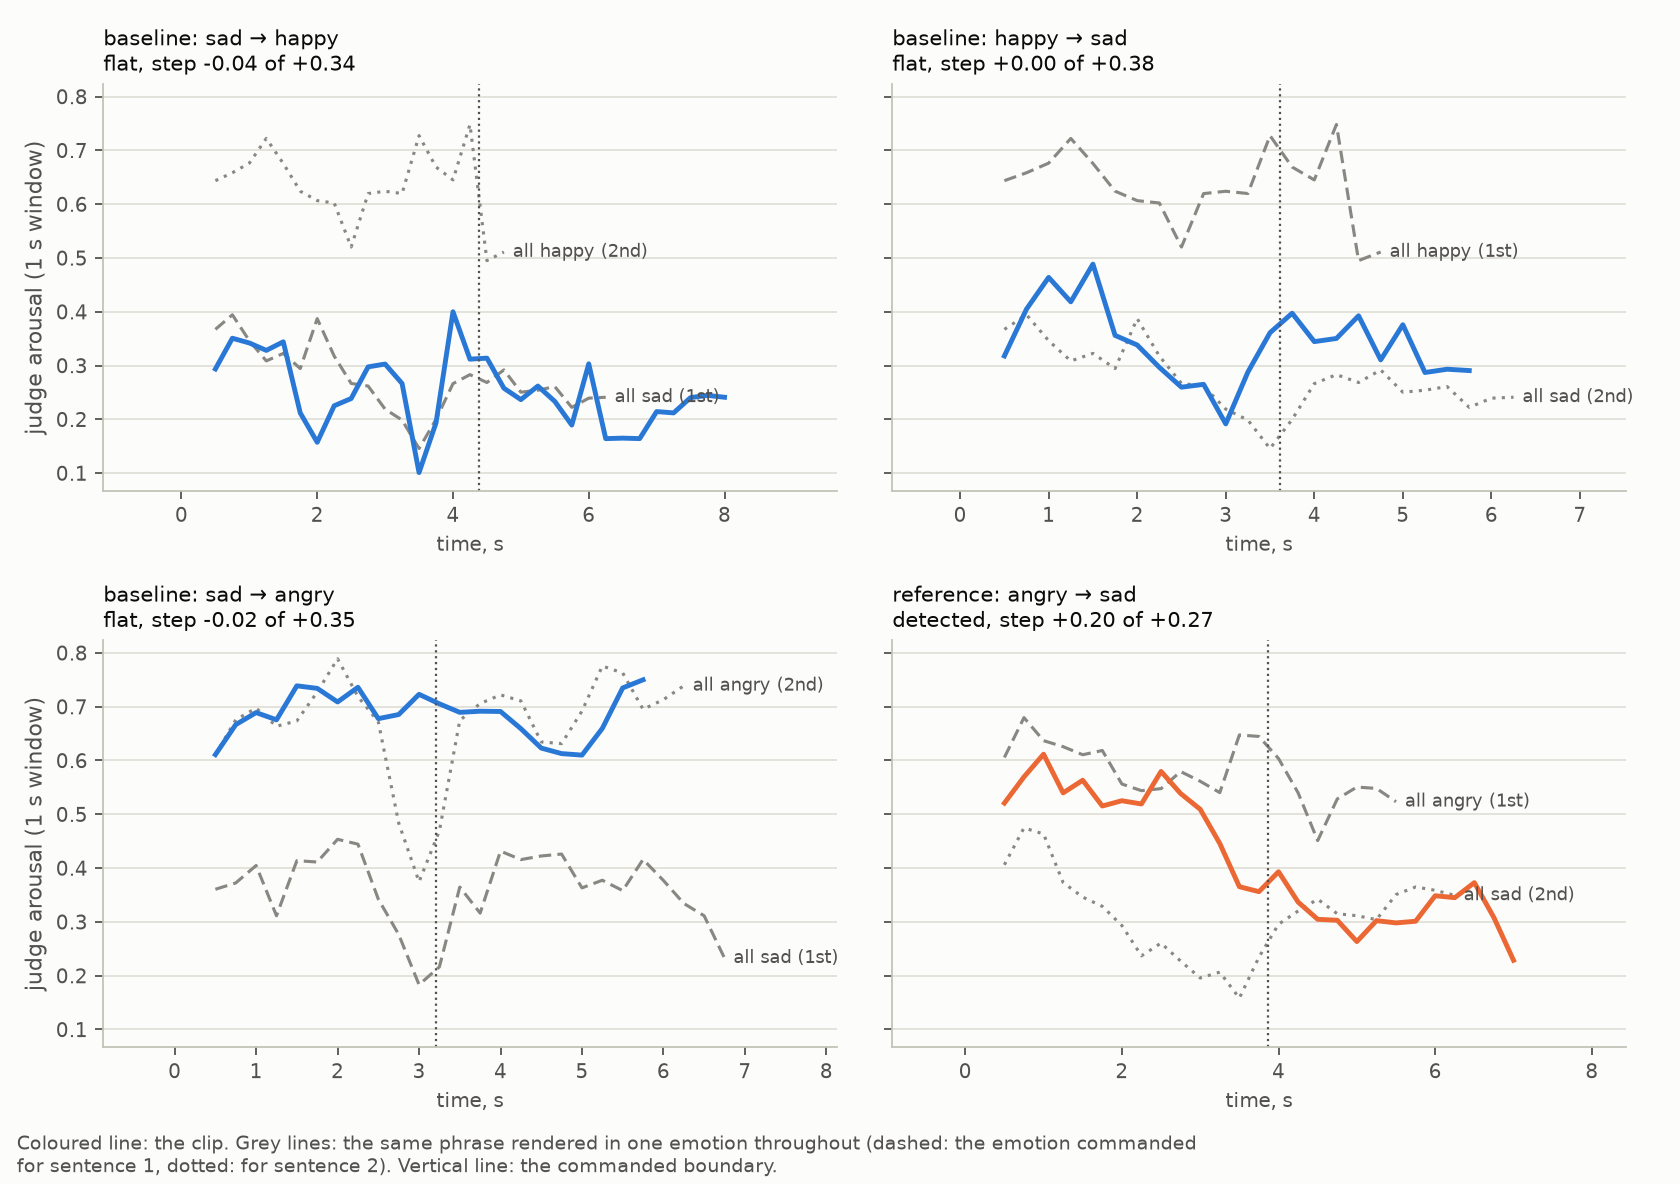 baseline: sad → happy
flat, step -0.04 of +0.34
judge arousal (1 s window)
0.8
0.7
0.6
0.5
0.4
0.3
0.2
0.1
all happy (2nd)
all sad (1st)
0 2 4 6 8
time, s
baseline: happy → sad
flat, step +0.00 of +0.38
all happy (1st)
all sad (2nd)
0 1 2 3 4 5 6 7
time, s
baseline: sad → angry
flat, step -0.02 of +0.35
judge arousal (1 s window)
0.8
0.7
0.6
0.5
0.4
0.3
0.2
0.1
all angry (2nd)
all sad (1st)
0 1 2 3 4 5 6 7 8
time, s
reference: angry → sad
detected, step +0.20 of +0.27
all angry (1st)
all sad (2nd)
0 2 4 6 8
time, s
Coloured line: the clip. Grey lines: the same phrase rendered in one emotion throughout (dashed: the emotion commanded
for sentence 1, dotted: for sentence 2). Vertical line: the commanded boundary.